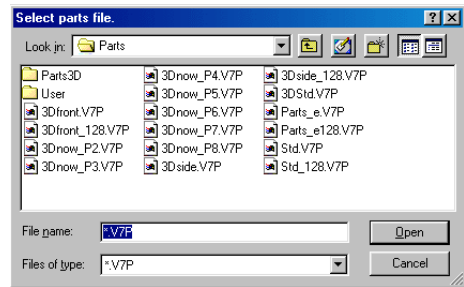 Select parts file.
Look in: Parts
Parts3D 3Dnow_P4.V7P 3Dside_128.V7P
User 3Dnow_P5.V7P 3DStd.V7P
3Dfront.V7P 3Dnow_P6.V7P Parts_e.V7P
3Dfront_128.V7P 3Dnow_P7.V7P Parts_e128.V7P
3Dnow_P2.V7P 3Dnow_P8.V7P Std.V7P
3Dnow_P3.V7P 3Dside.V7P Std_128.V7P
File name: *.V7P Open
Files of type: *.V7P Cancel